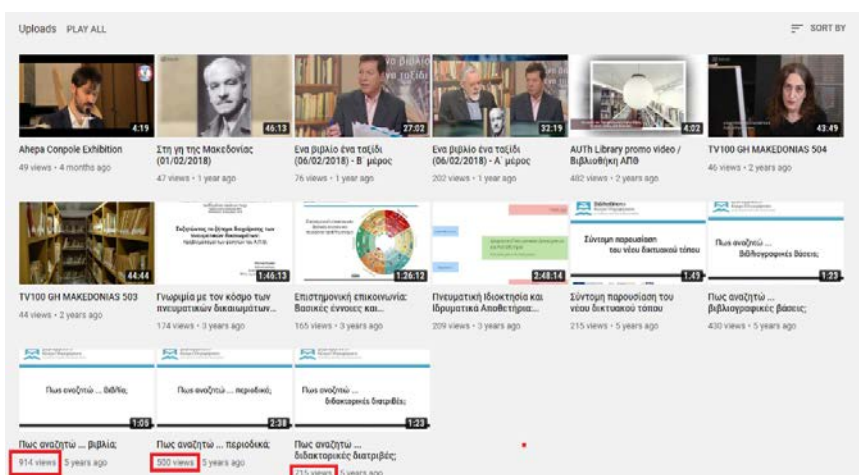 Uploads PLAY ALL
SORT BY
4:19
46:13
27:02
32:19
4:02
43:49
Ahepa Conpole Exhibition
49 views • 4 months ago
Στη γη της Μακεδονίας
(01/02/2018)
47 views • 1 year ago
Ενα βιβλίο ένα ταξίδι
(06/02/2018) - Β΄ μέρος
76 views • 1 year ago
Ενα βιβλίο ένα ταξίδι
(06/02/2018) - Α΄ μέρος
202 views • 1 year ago
AUTh Library promo video /
Βιβλιοθήκη ΑΠΘ
482 views • 2 years ago
TV100 GH MAKEDONIAS 504
46 views • 2 years ago
44:44
1:46:13
1:26:12
2:48:14
Σύντομη παρουσίαση
του νέου δικτυακού τόπου
1:49
Πως αναζητώ ...
Βιβλιογραφικές Βάσεις;
1:23
TV100 GH MAKEDONIAS 503
44 views • 2 years ago
Γνωριμία με τον κόσμο των
πνευματικών δικαιωμάτων...
174 views • 3 years ago
Επιστημονική επικοινωνία:
Βασικές έννοιες και...
165 views • 3 years ago
Πνευματική Ιδιοκτησία και
Ιδρυματικά Αποθετήρια:...
209 views • 3 years ago
Σύντομη παρουσίαση του
νέου δικτυακού τόπου
215 views • 5 years ago
Πως αναζητώ ...
βιβλιογραφικές βάσεις;
430 views • 5 years ago
Πως αναζητώ ... Βιβλία;
1:05
Πως αναζητώ ... περιοδικά;
2:38
Πως αναζητώ ...
διδακτορικές διατριβές;
1:23
Πως αναζητώ ... βιβλία;
914 views 5 years ago
Πως αναζητώ ... περιοδικά;
500 views 5 years ago
Πως αναζητώ ...
διδακτορικές διατριβές;
715 views 5 years ago